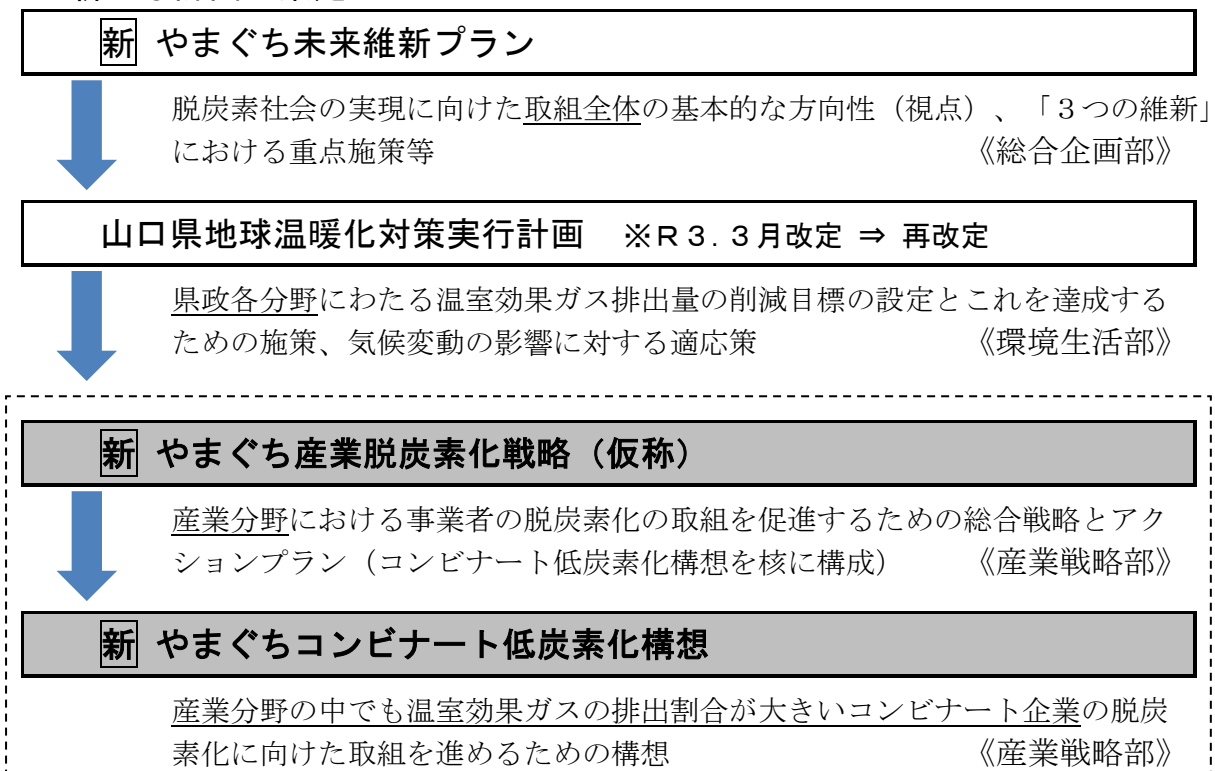 新 やまぐち未来維新プラン
脱炭素社会の実現に向けた取組全体の基本的な方向性（視点）、「３つの維新」
における重点施策等 《総合企画部》
山口県地球温暖化対策実行計画 ※Ｒ３．３月改定 ⇒ 再改定
県政各分野にわたる温室効果ガス排出量の削減目標の設定とこれを達成する
ための施策、気候変動の影響に対する適応策 《環境生活部》
新 やまぐち産業脱炭素化戦略（仮称）
産業分野における事業者の脱炭素化の取組を促進するための総合戦略とアク
ションプラン（コンビナート低炭素化構想を核に構成） 《産業戦略部》
新 やまぐちコンビナート低炭素化構想
産業分野の中でも温室効果ガスの排出割合が大きいコンビナート企業の脱炭
素化に向けた取組を進めるための構想 《産業戦略部》